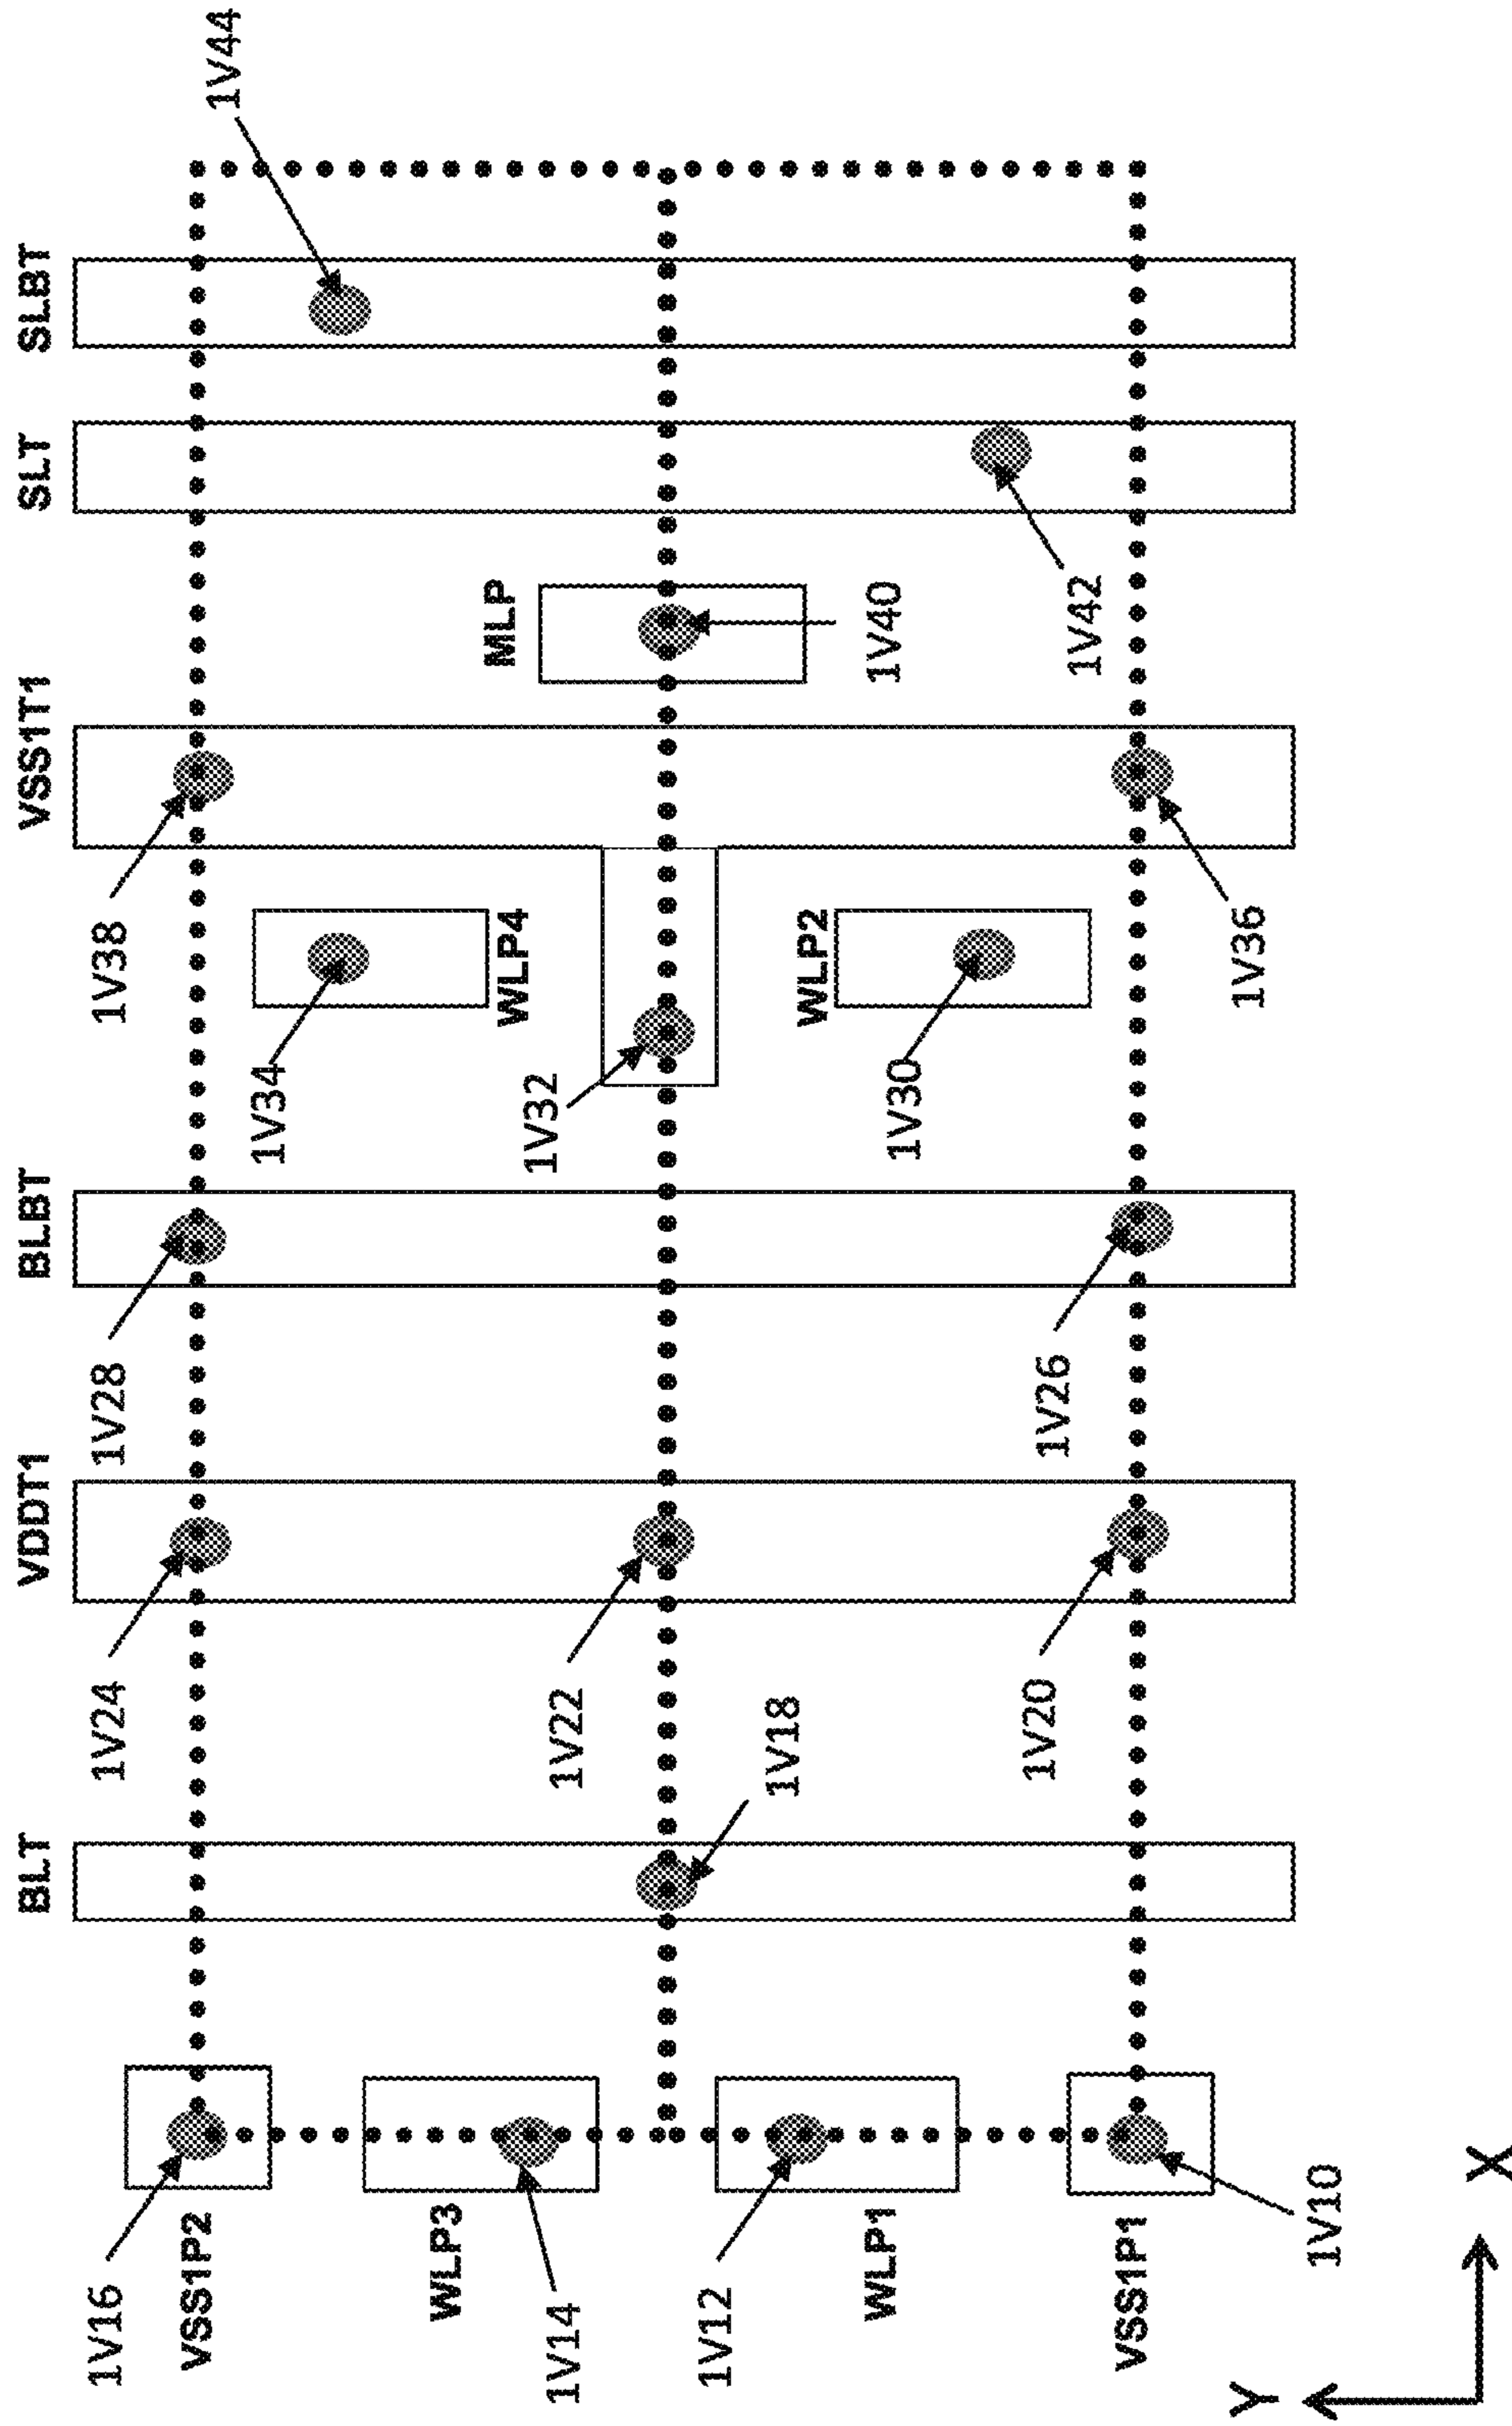 BLT
VDDT1
BLBT
VSS1T1
SLT
SLBT
1V44
1V16
1V24
1V28
1V38
VSS1P2
1V34
WLP3
WLP4
MLP
1V14
1V22
1V32
1V12
1V18
WLP2
WLP1
1V30
1V40
1V20
1V26
1V42
VSS1P1
1V36
1V10
Y
X